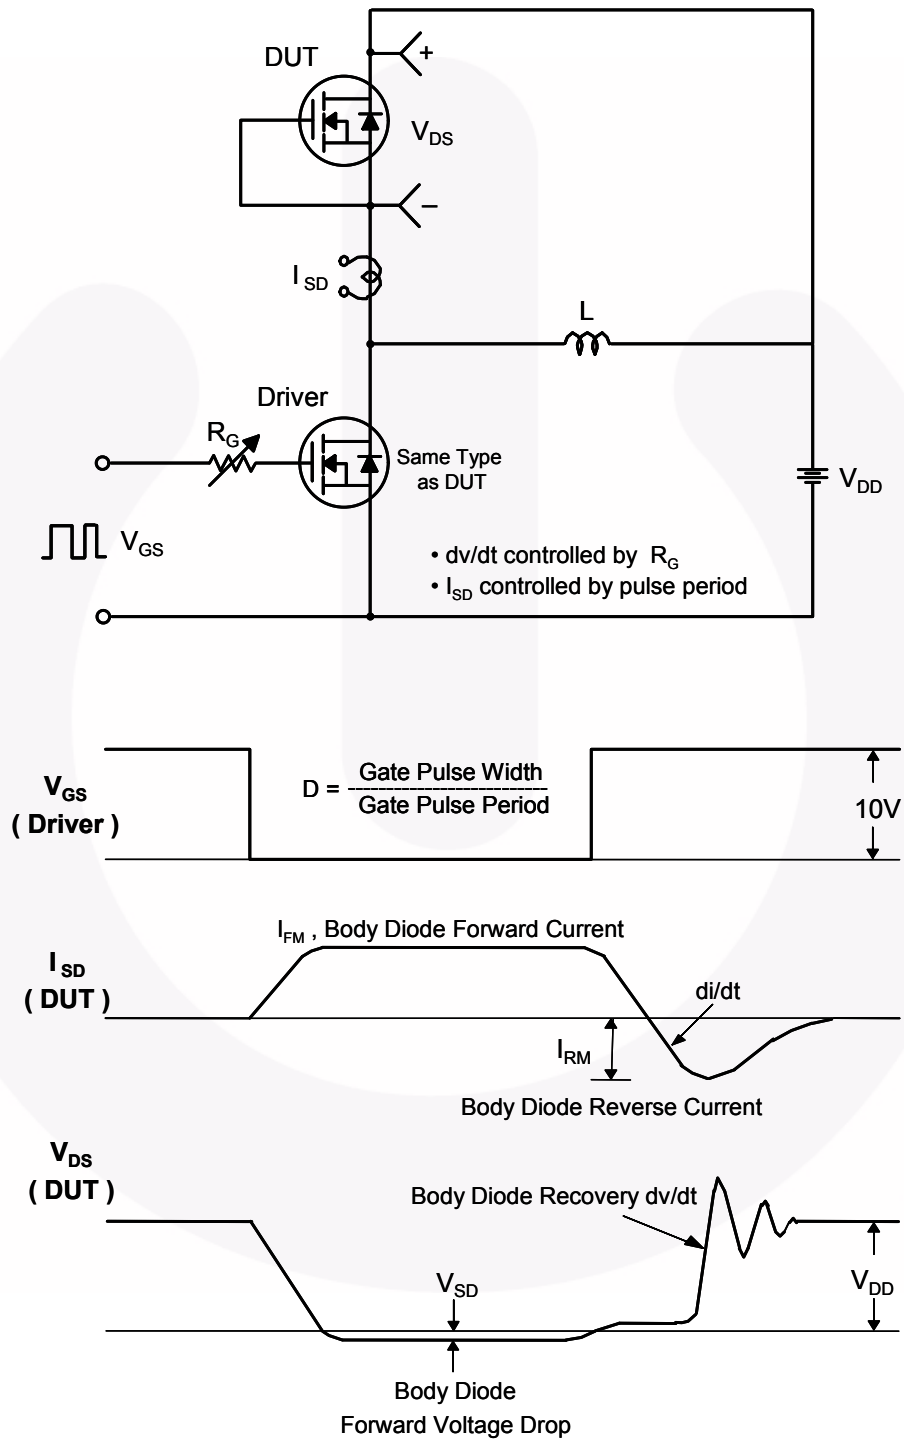 DUT
+
V_DS
−
I_SD
L
Driver
R_G
Same Type
as DUT
V_DD
V_GS
• dv/dt controlled by R_G
• I_SD controlled by pulse period
V_GS
( Driver )
D = Gate Pulse Width
Gate Pulse Period
10V
I_FM , Body Diode Forward Current
I_SD
( DUT )
di/dt
I_RM
Body Diode Reverse Current
V_DS
( DUT )
Body Diode Recovery dv/dt
V_SD
V_DD
Body Diode
Forward Voltage Drop